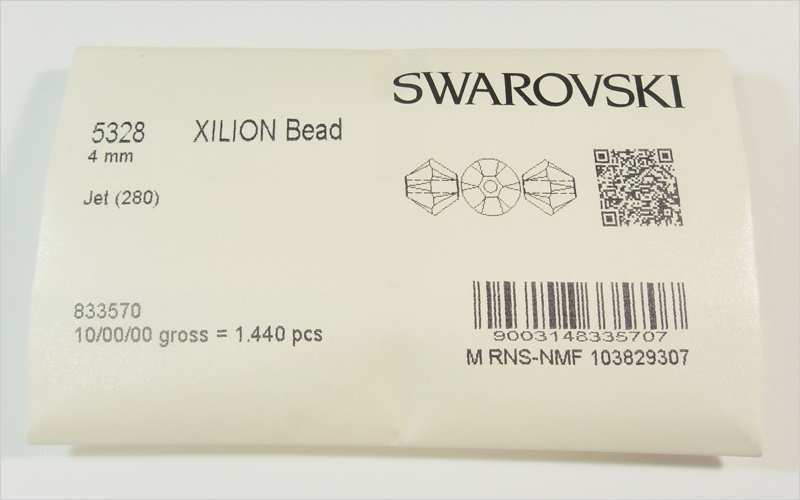 SWAROVSKI
5328 XILION Bead
4 mm
Jet (280)
833570
10/00/00 gross = 1.440 pcs
9003148335707
M RNS-NMF 103829307